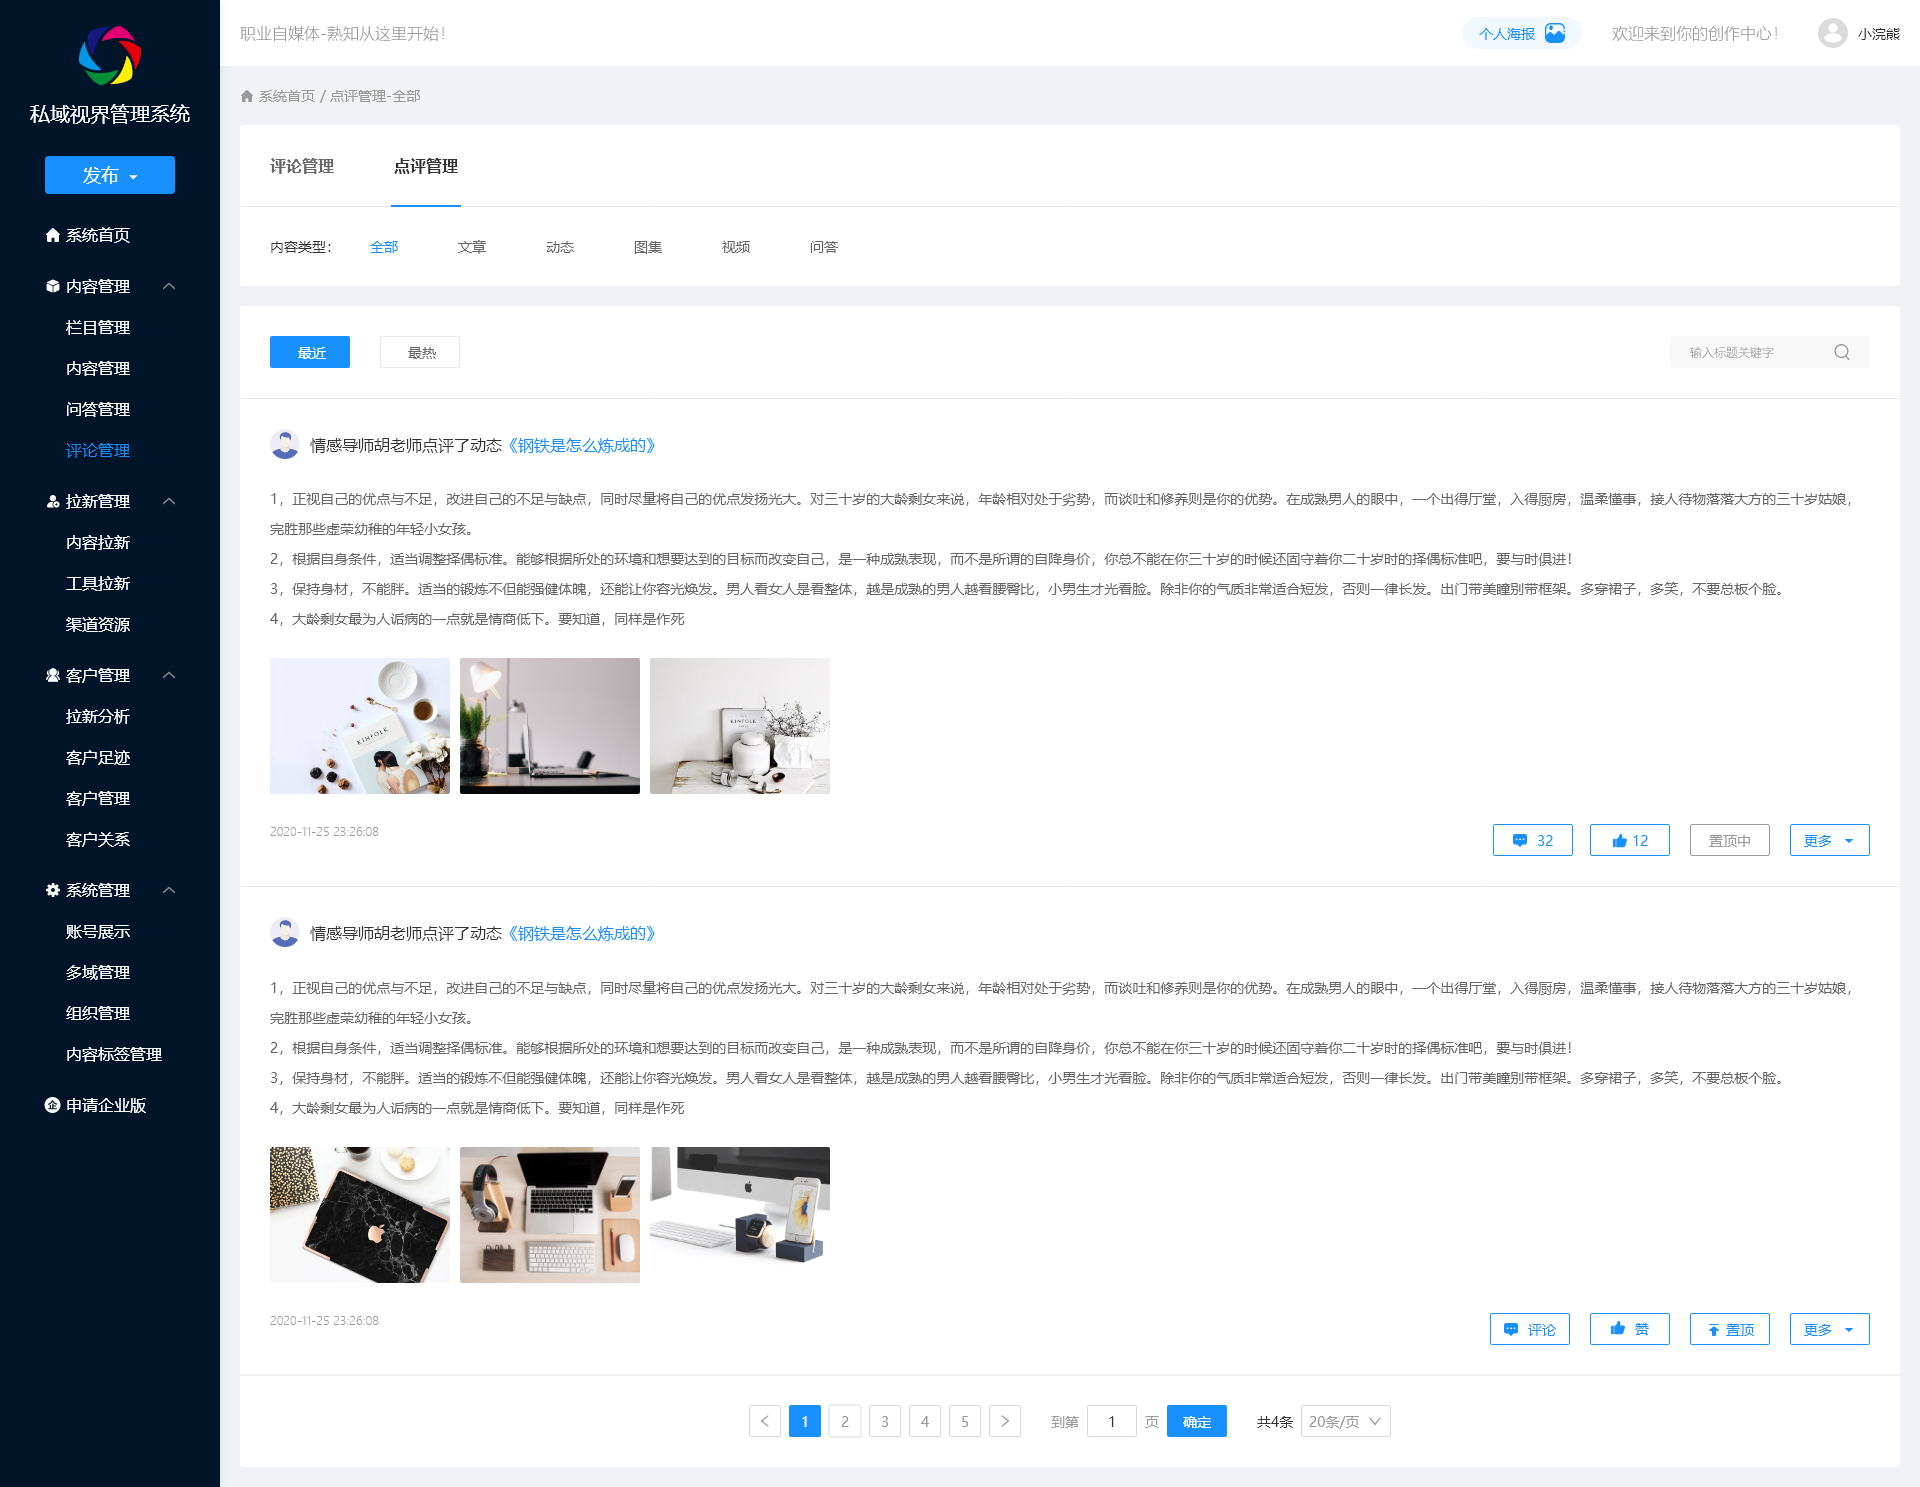 职业自媒体-熟知从这里开始！
个人海报
欢迎来到你的创作中心！
小浣熊
私域视界管理系统
发布
系统首页
内容管理
栏目管理
内容管理
问答管理
评论管理
拉新管理
内容拉新
工具拉新
渠道资源
客户管理
拉新分析
客户足迹
客户管理
客户关系
系统管理
账号展示
多域管理
组织管理
内容标签管理
企 申请企业版
系统首页 / 点评管理-全部
评论管理 点评管理
内容类型： 全部 文章 动态 图集 视频 问答
最近 最热 输入标题关键字
情感导师胡老师点评了动态《钢铁是怎么炼成的》
1，正视自己的优点与不足，改进自己的不足与缺点，同时尽量将自己的优点发扬光大。对三十岁的大龄剩女来说，年龄相对处于劣势，而谈吐和修养则是你的优势。在成熟男人的眼中，一个出得厅堂，入得厨房，温柔懂事，接人待物落落大方的三十岁姑娘，
完胜那些虚荣幼稚的年轻小女孩。
2，根据自身条件，适当调整择偶标准。能够根据所处的环境和想要达到的目标而改变自己，是一种成熟表现，而不是所谓的自降身价，你总不能在你三十岁的时候还固守着你二十岁时的择偶标准吧，要与时俱进！
3，保持身材，不能胖。适当的锻炼不但能强健体魄，还能让你容光焕发。男人看女人是看整体，越是成熟的男人越看腰臀比，小男生才光看脸。除非你的气质非常适合短发，否则一律长发。出门带美瞳别带框架。多穿裙子，多笑，不要总板个脸。
4，大龄剩女最为人诟病的一点就是情商低下。要知道，同样是作死
KINFOLK
KINFOLK
2020-11-25 23:26:08
32 12 置顶中 更多
情感导师胡老师点评了动态《钢铁是怎么炼成的》
1，正视自己的优点与不足，改进自己的不足与缺点，同时尽量将自己的优点发扬光大。对三十岁的大龄剩女来说，年龄相对处于劣势，而谈吐和修养则是你的优势。在成熟男人的眼中，一个出得厅堂，入得厨房，温柔懂事，接人待物落落大方的三十岁姑娘，
完胜那些虚荣幼稚的年轻小女孩。
2，根据自身条件，适当调整择偶标准。能够根据所处的环境和想要达到的目标而改变自己，是一种成熟表现，而不是所谓的自降身价，你总不能在你三十岁的时候还固守着你二十岁时的择偶标准吧，要与时俱进！
3，保持身材，不能胖。适当的锻炼不但能强健体魄，还能让你容光焕发。男人看女人是看整体，越是成熟的男人越看腰臀比，小男生才光看脸。除非你的气质非常适合短发，否则一律长发。出门带美瞳别带框架。多穿裙子，多笑，不要总板个脸。
4，大龄剩女最为人诟病的一点就是情商低下。要知道，同样是作死
2020-11-25 23:26:08
评论 赞 置顶 更多
1 2 3 4 5 到第 1 页 确定 共4条 20条/页